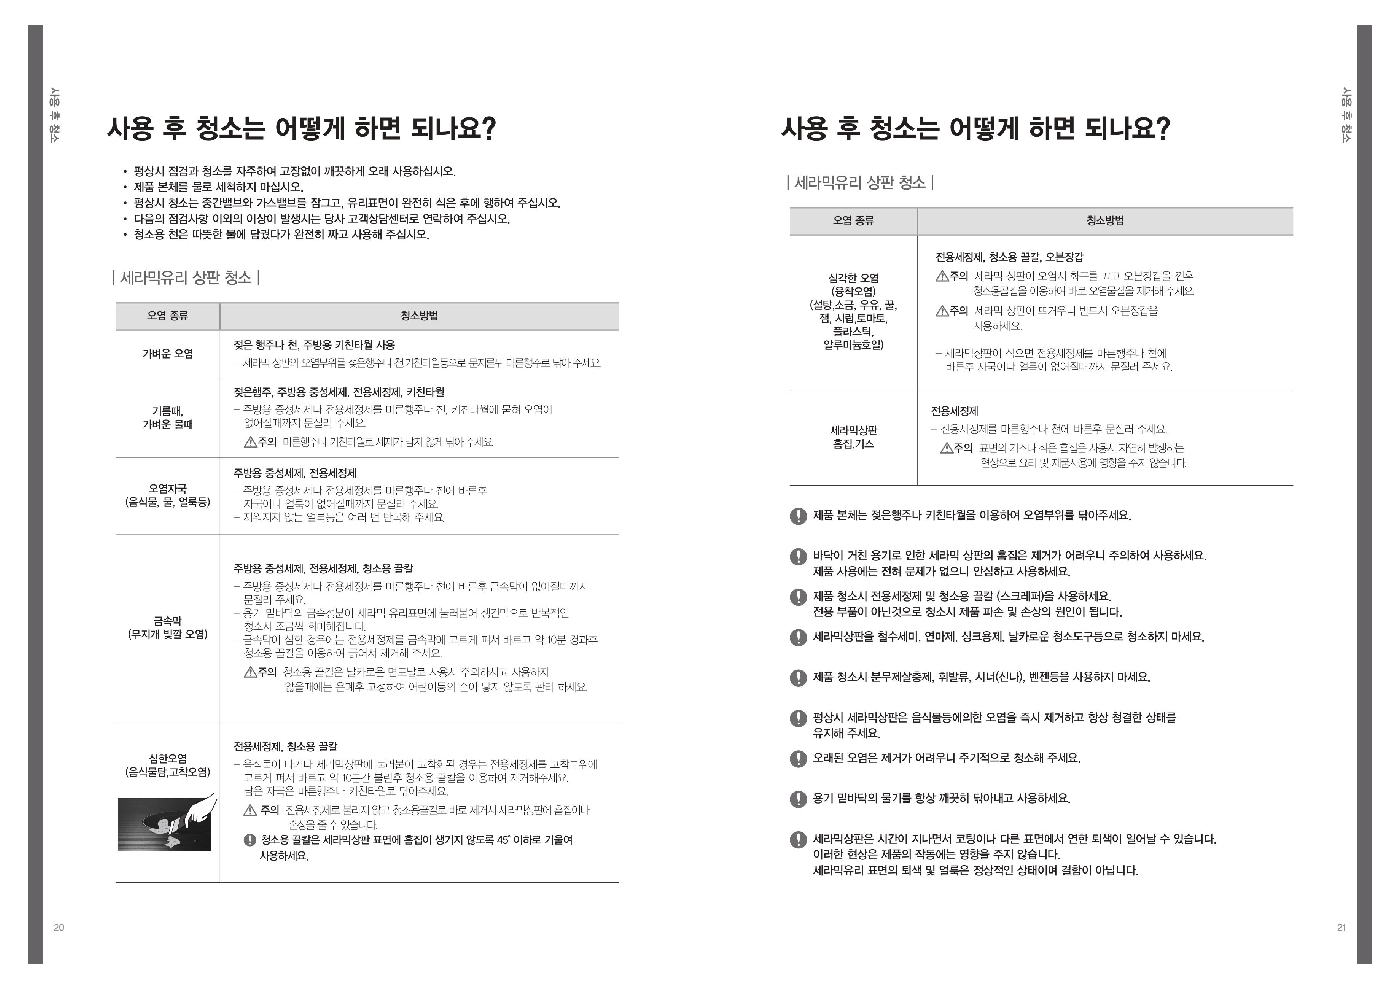 사용 후 청소
사용 후 청소는 어떻게 하면 되나요?
• 평상시 점검과 청소를 자주하여 고장없이 깨끗하게 오래 사용하십시오.
• 제품 본체를 물로 세척하지 마십시오.
• 평상시 청소는 중간밸브와 가스밸브를 잠그고, 유리표면이 완전히 식은 후에 행하여 주십시오.
• 다음의 점검사항 이외의 이상이 발생시는 당사 고객상담센터로 연락하여 주십시오.
• 청소용 천은 따뜻한 물에 담궜다가 완전히 짜고 사용해 주십시오.
| 세라믹유리 상판 청소 |
오염 종류 청소방법
가벼운 오염
젖은 행주나 천, 주방용 키친타월 사용
– 세라믹 상판의 오염부위를 젖은행주나 천,키친타월등으로 문지른뒤 마른행주로 닦아 주세요.
기름때,
가벼운 물때
젖은행주, 주방용 중성세제, 전용세정제, 키친타월
– 주방용 중성세제나 전용세정제를 마른행주나 천, 키친타월에 묻혀 오염이
없어질때까지 문질러 주세요.
주의 마른행주나 키친타월로 세제가 남지 않게 닦아 주세요.
오염자국
(음식물, 물, 얼룩등)
주방용 중성세제, 전용세정제
– 주방용 중성세제나 전용세정제를 마른행주나 천에 바른후
자국이나 얼룩이 없어질때까지 문질러 주세요.
– 지워지지 않는 얼룩등은 여러 번 반복해 주세요.
금속막
(무지개 빛깔 오염)
주방용 중성세제, 전용세정제, 청소용 끌칼
– 주방용 중성세제나 전용세정제를 마른행주나 천에 바른후 금속막이 없어질때까지
문질러 주세요.
– 용기 밑바닥의 금속성분이 세라믹 유리표면에 눌러붙어 생긴막으로 반복적인
청소시 조금씩 희미해집니다.
– 금속막이 심한 경우에는 전용세정제를 금속막에 고르게 펴서 바르고 약 10분 경과후
청소용 끌칼을 이용하여 긁어서 제거해 주세요.
주의 청소용 끌칼은 날카로운 면도날로 사용시 주의하시고 사용하지
않을때에는 은폐후 고정하여 어린이등의 손이 닿지 않도록 관리 하세요.
심한오염
(음식물탐,고착오염)
전용세정제, 청소용 끌칼
– 음식물이 타거나 세라믹상판에 눌러붙어 고착화된 경우는 전용세정제를 고착부위에
고르게 펴서 바르고 약 10분간 불린후 청소용 끌칼을 이용하여 제거해주세요.
남은 자국은 마른행주나 키친타월로 닦아주세요.
주의 전용세정제로 불리지 않고 청소용끌칼로 바로 제거시 세라믹상판에 흠집이나
손상을 줄 수 있습니다.
청소용 끌칼은 세라믹상판 표면에 흠집이 생기지 않도록 45˚ 이하로 기울여
사용하세요.
20
사용 후 청소
사용 후 청소는 어떻게 하면 되나요?
| 세라믹유리 상판 청소 |
오염 종류 청소방법
심각한 오염
(융착오염)
(설탕,소금, 우유, 꿀,
잼, 시럽,토마토,
플라스틱,
알루미늄호일)
전용세정제, 청소용 끌칼, 오븐장갑
주의 세라믹 상판이 오염시 화구를 끄고 오븐장갑을 낀후
청소용끌칼을 이용하여 바로 오염물질을 제거해 주세요.
주의 세라믹 상판이 뜨거우니 반드시 오븐장갑을
사용하세요.
– 세라믹상판이 식으면 전용세정제를 마른행주나 천에
바른후 자국이나 얼룩이 없어질때까지 문질러 주세요.
세라믹상판
흠집,기스
전용세정제
– 전용세정제를 마른행주나 천에 바른후 문질러 주세요.
주의 표면의 기스나 작은 흠집은 사용시 자연히 발생하는
현상으로 요리 및 제품사용에 영향을 주지 않습니다.
제품 본체는 젖은행주나 키친타월을 이용하여 오염부위를 닦아주세요.
바닥이 거친 용기로 인한 세라믹 상판의 흠집은 제거가 어려우니 주의하여 사용하세요.
제품 사용에는 전혀 문제가 없으니 안심하고 사용하세요.
제품 청소시 전용세정제 및 청소용 끌칼 (스크레퍼)을 사용하세요.
전용 부품이 아닌것으로 청소시 제품 파손 및 손상의 원인이 됩니다.
세라믹상판을 철수세미, 연마제, 싱크용제, 날카로운 청소도구등으로 청소하지 마세요.
제품 청소시 분무제살충제, 휘발류, 시너(신나), 벤젠등을 사용하지 마세요.
평상시 세라믹상판은 음식물등에의한 오염을 즉시 제거하고 항상 청결한 상태를
유지해 주세요.
오래된 오염은 제거가 어려우니 주기적으로 청소해 주세요.
용기 밑바닥의 물기를 항상 깨끗히 닦아내고 사용하세요.
세라믹상판은 시간이 지나면서 코팅이나 다른 표면에서 연한 퇴색이 일어날 수 있습니다.
이러한 현상은 제품의 작동에는 영향을 주지 않습니다.
세라믹유리 표면의 퇴색 및 얼룩은 정상적인 상태이며 결함이 아닙니다.
21